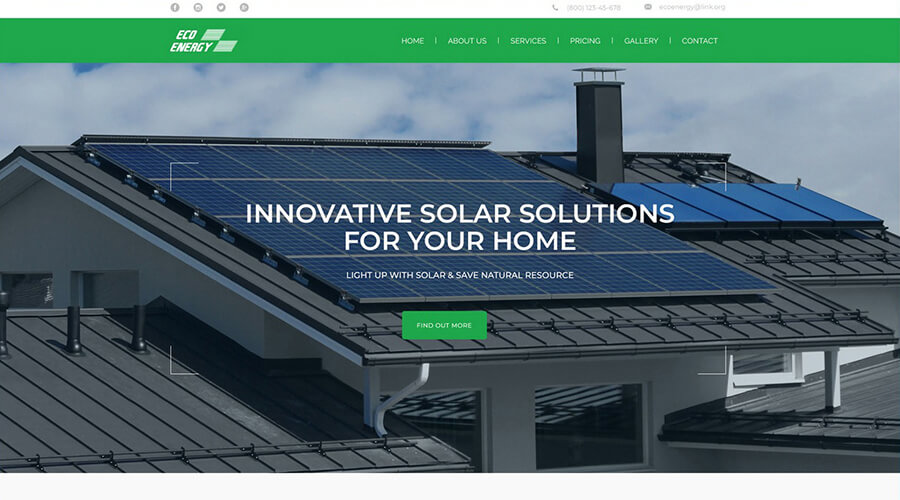 (800) 123-45-678
ecoenergy@link.org
ECO
ENERGY
HOME
ABOUT US
SERVICES
PRICING
GALLERY
CONTACT
INNOVATIVE SOLAR SOLUTIONS
FOR YOUR HOME
LIGHT UP WITH SOLAR & SAVE NATURAL RESOURCE
FIND OUT MORE